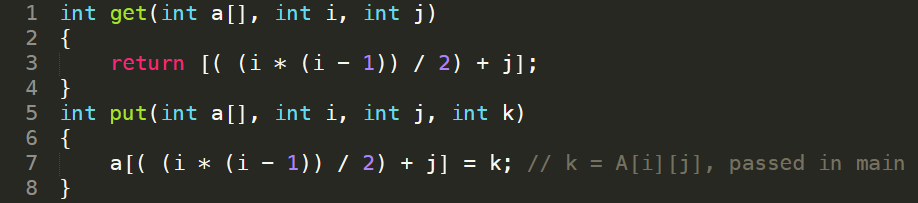 1 int get(int a[], int i, int j)
2 {
3     return [( (i * (i - 1)) / 2) + j];
4 }
5 int put(int a[], int i, int j, int k)
6 {
7     a[( (i * (i - 1)) / 2) + j] = k; // k = A[i][j], passed in main
8 }